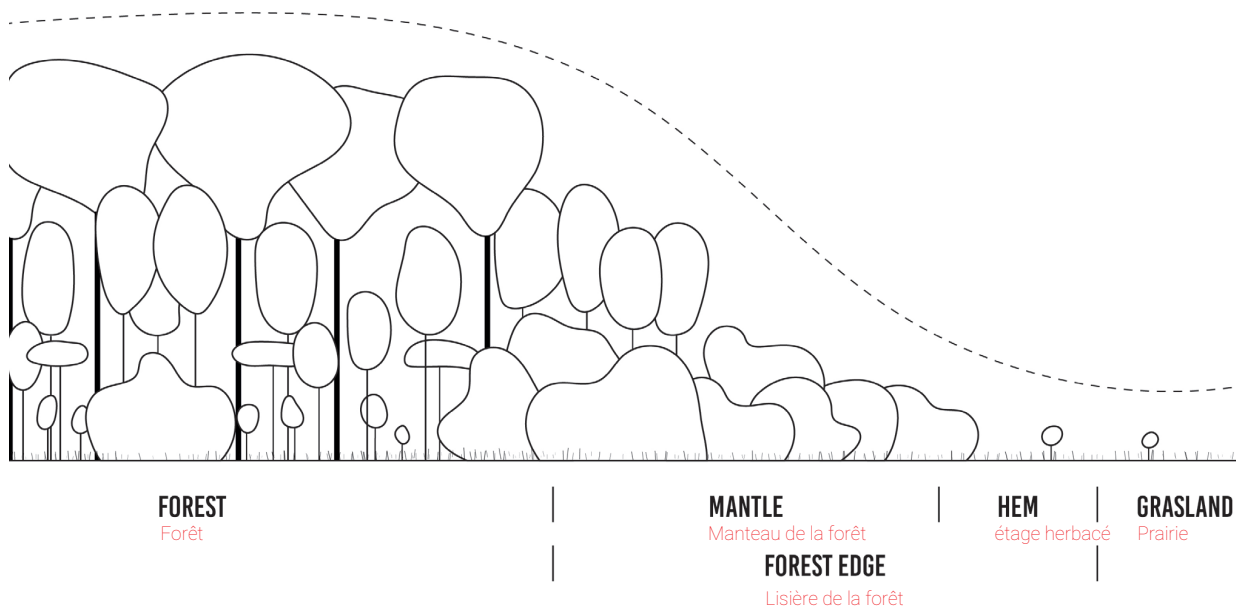 FOREST
MANTLE
HEM
GRASLAND
Forêt
Manteau de la forêt
étage herbacé
Prairie
FOREST EDGE
Lisière de la forêt